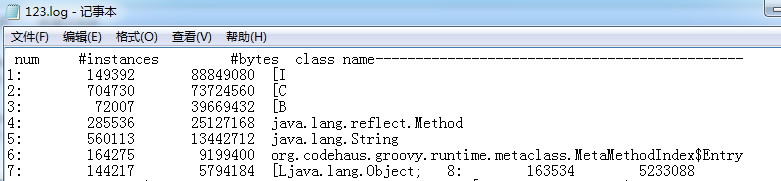 123.log - 记事本
文件(F) 编辑(E) 格式(O) 查看(V) 帮助(H)
num #instances #bytes class name----------------------------------------------
1: 149392 88849080 [I
2: 704730 73724560 [C
3: 72007 39669432 [B
4: 285536 25127168 java.lang.reflect.Method
5: 560113 13442712 java.lang.String
6: 164275 9199400 org.codehaus.groovy.runtime.metaclass.MetaMethodIndex$Entry
7: 144217 5794184 [Ljava.lang.Object; 8: 163534 5233088